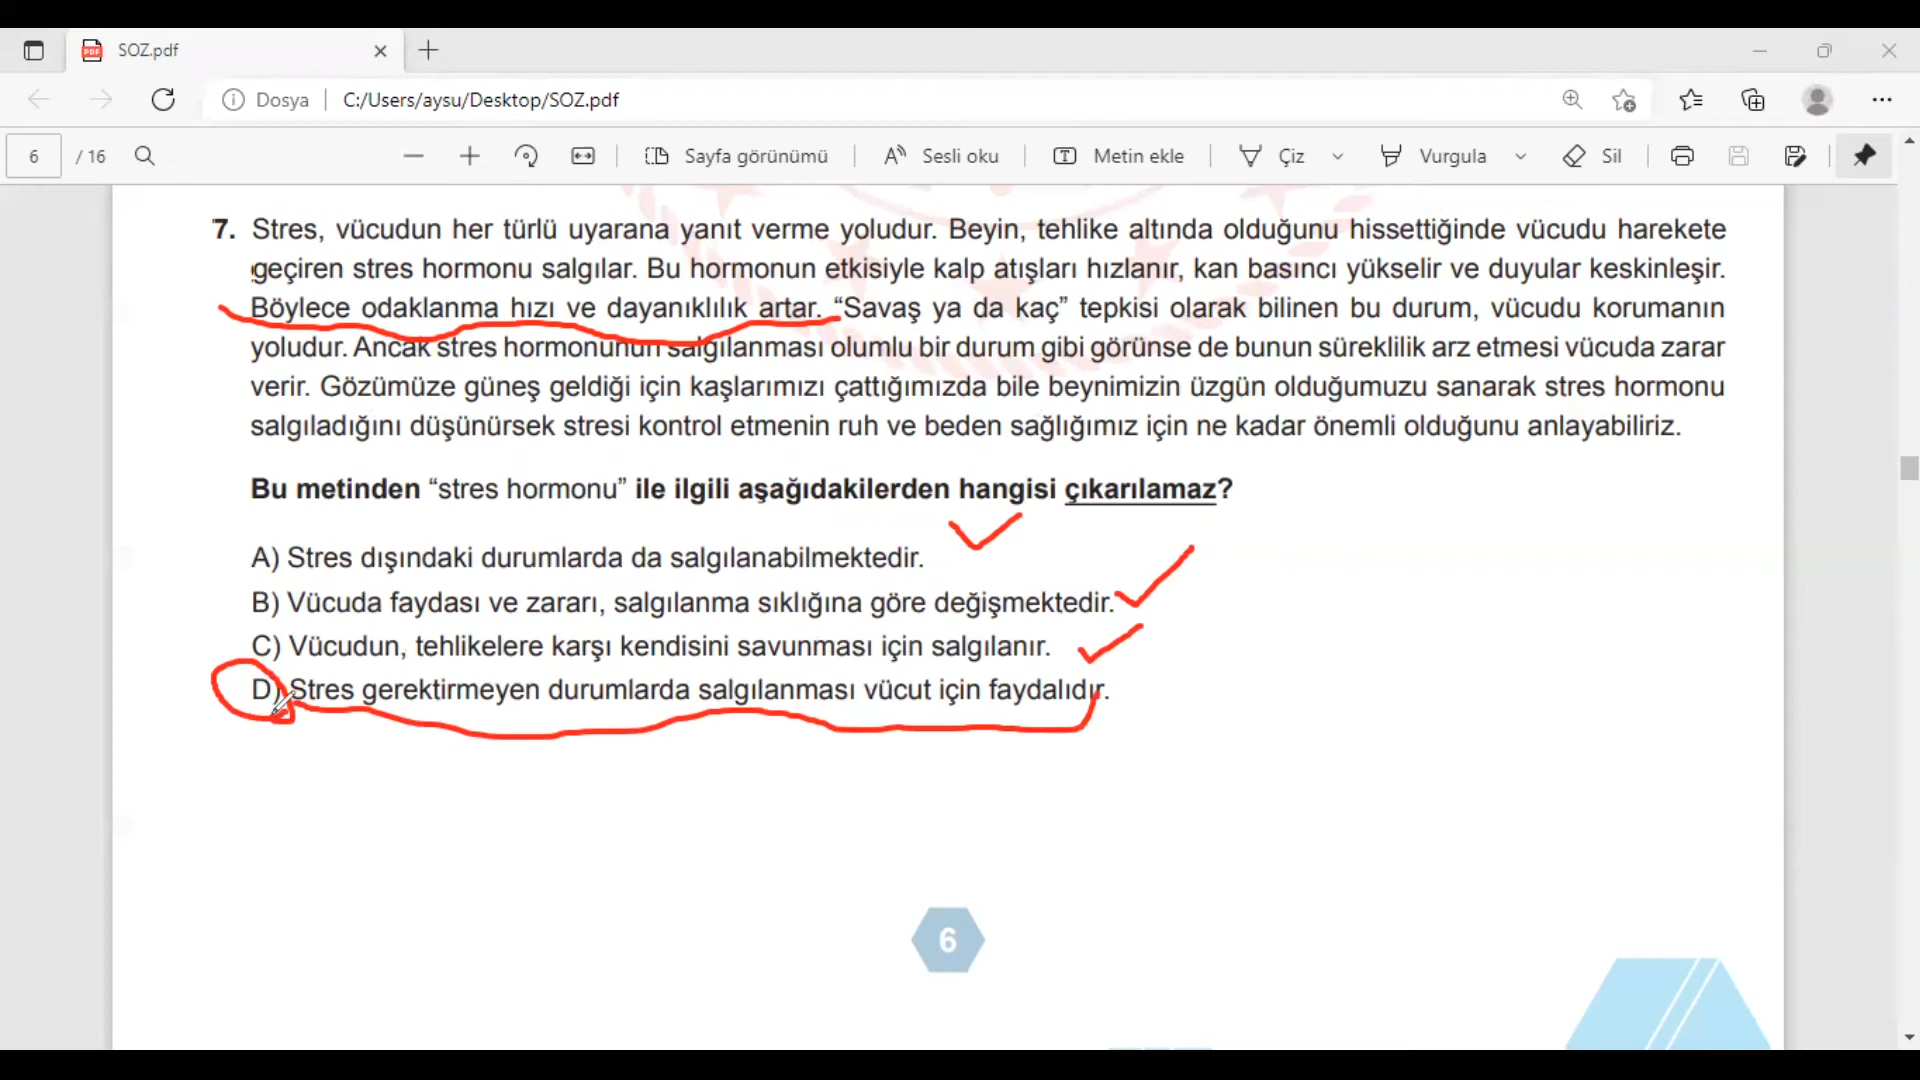 SOZ.pdf
Dosya
C:/Users/aysu/Desktop/SOZ.pdf
6 / 16
Sayfa görünümü
Sesli oku
Metin ekle
Çiz
Vurgula
Sil
7. Stres, vücudun her türlü uyarana yanıt verme yoludur. Beyin, tehlike altında olduğunu hissettiğinde vücudu harekete
geçiren stres hormonu salgılar. Bu hormonun etkisiyle kalp atışları hızlanır, kan basıncı yükselir ve duyular keskinleşir.
Böylece odaklanma hızı ve dayanıklılık artar. “Savaş ya da kaç” tepkisi olarak bilinen bu durum, vücudu korumanın
yoludur. Ancak stres hormonunun salgılanması olumlu bir durum gibi görünse de bunun süreklilik arz etmesi vücuda zarar
verir. Gözümüze güneş geldiği için kaşlarımızı çattığımızda bile beynimizin üzgün olduğumuzu sanarak stres hormonu
salgıladığını düşünürsek stresi kontrol etmenin ruh ve beden sağlığımız için ne kadar önemli olduğunu anlayabiliriz.
Bu metinden “stres hormonu” ile ilgili aşağıdakilerden hangisi çıkarılamaz?
A) Stres dışındaki durumlarda da salgılanabilmektedir.
B) Vücuda faydası ve zararı, salgılanma sıklığına göre değişmektedir.
C) Vücudun, tehlikelere karşı kendisini savunması için salgılanır.
D) Stres gerektirmeyen durumlarda salgılanması vücut için faydalıdır.
6